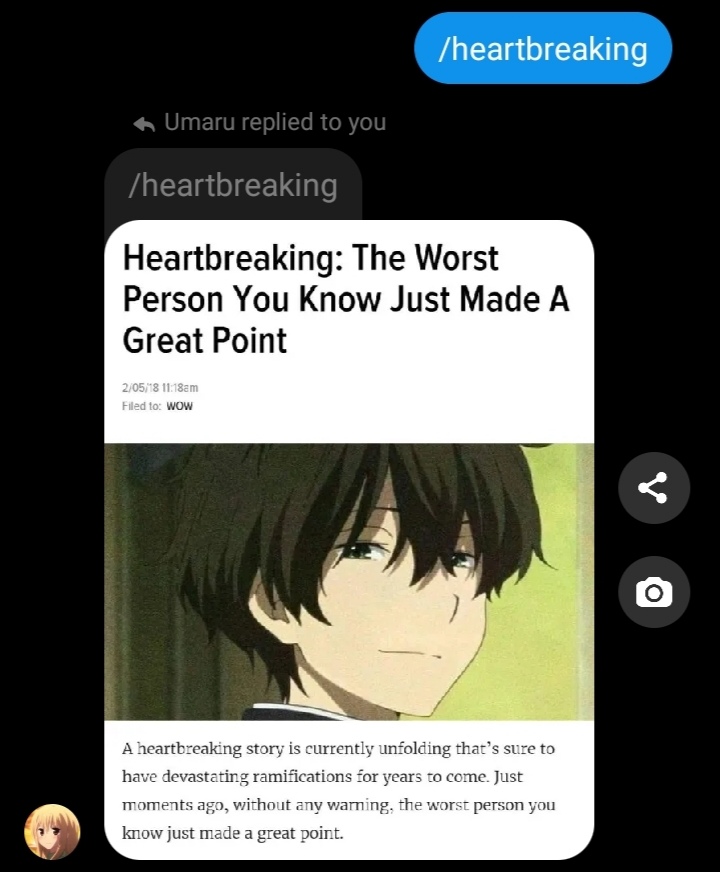 /heartbreaking
Umaru replied to you
/heartbreaking
Heartbreaking: The Worst
Person You Know Just Made A
Great Point
2/05/18 11:18am
Filed to: WOW
A heartbreaking story is currently unfolding that's sure to
have devastating ramifications for years to come. Just
moments ago, without any warning, the worst person you
know just made a great point.